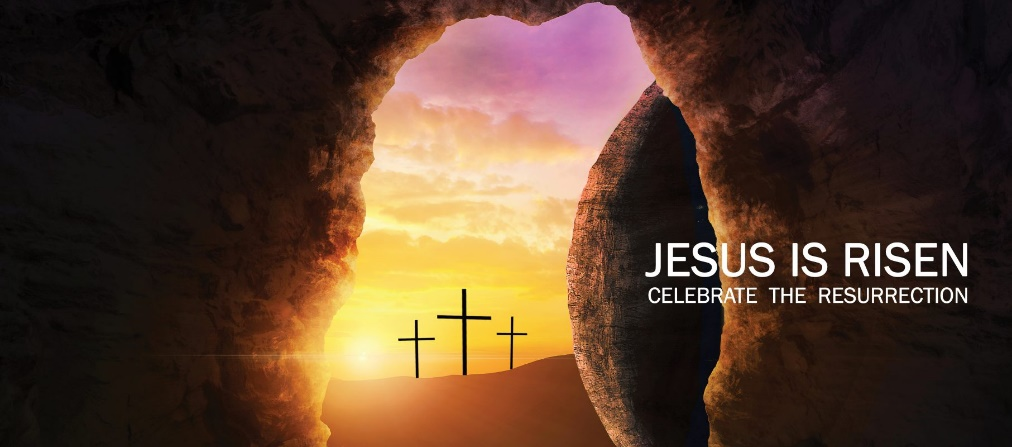 JESUS IS RISEN
CELEBRATE THE RESURRECTION